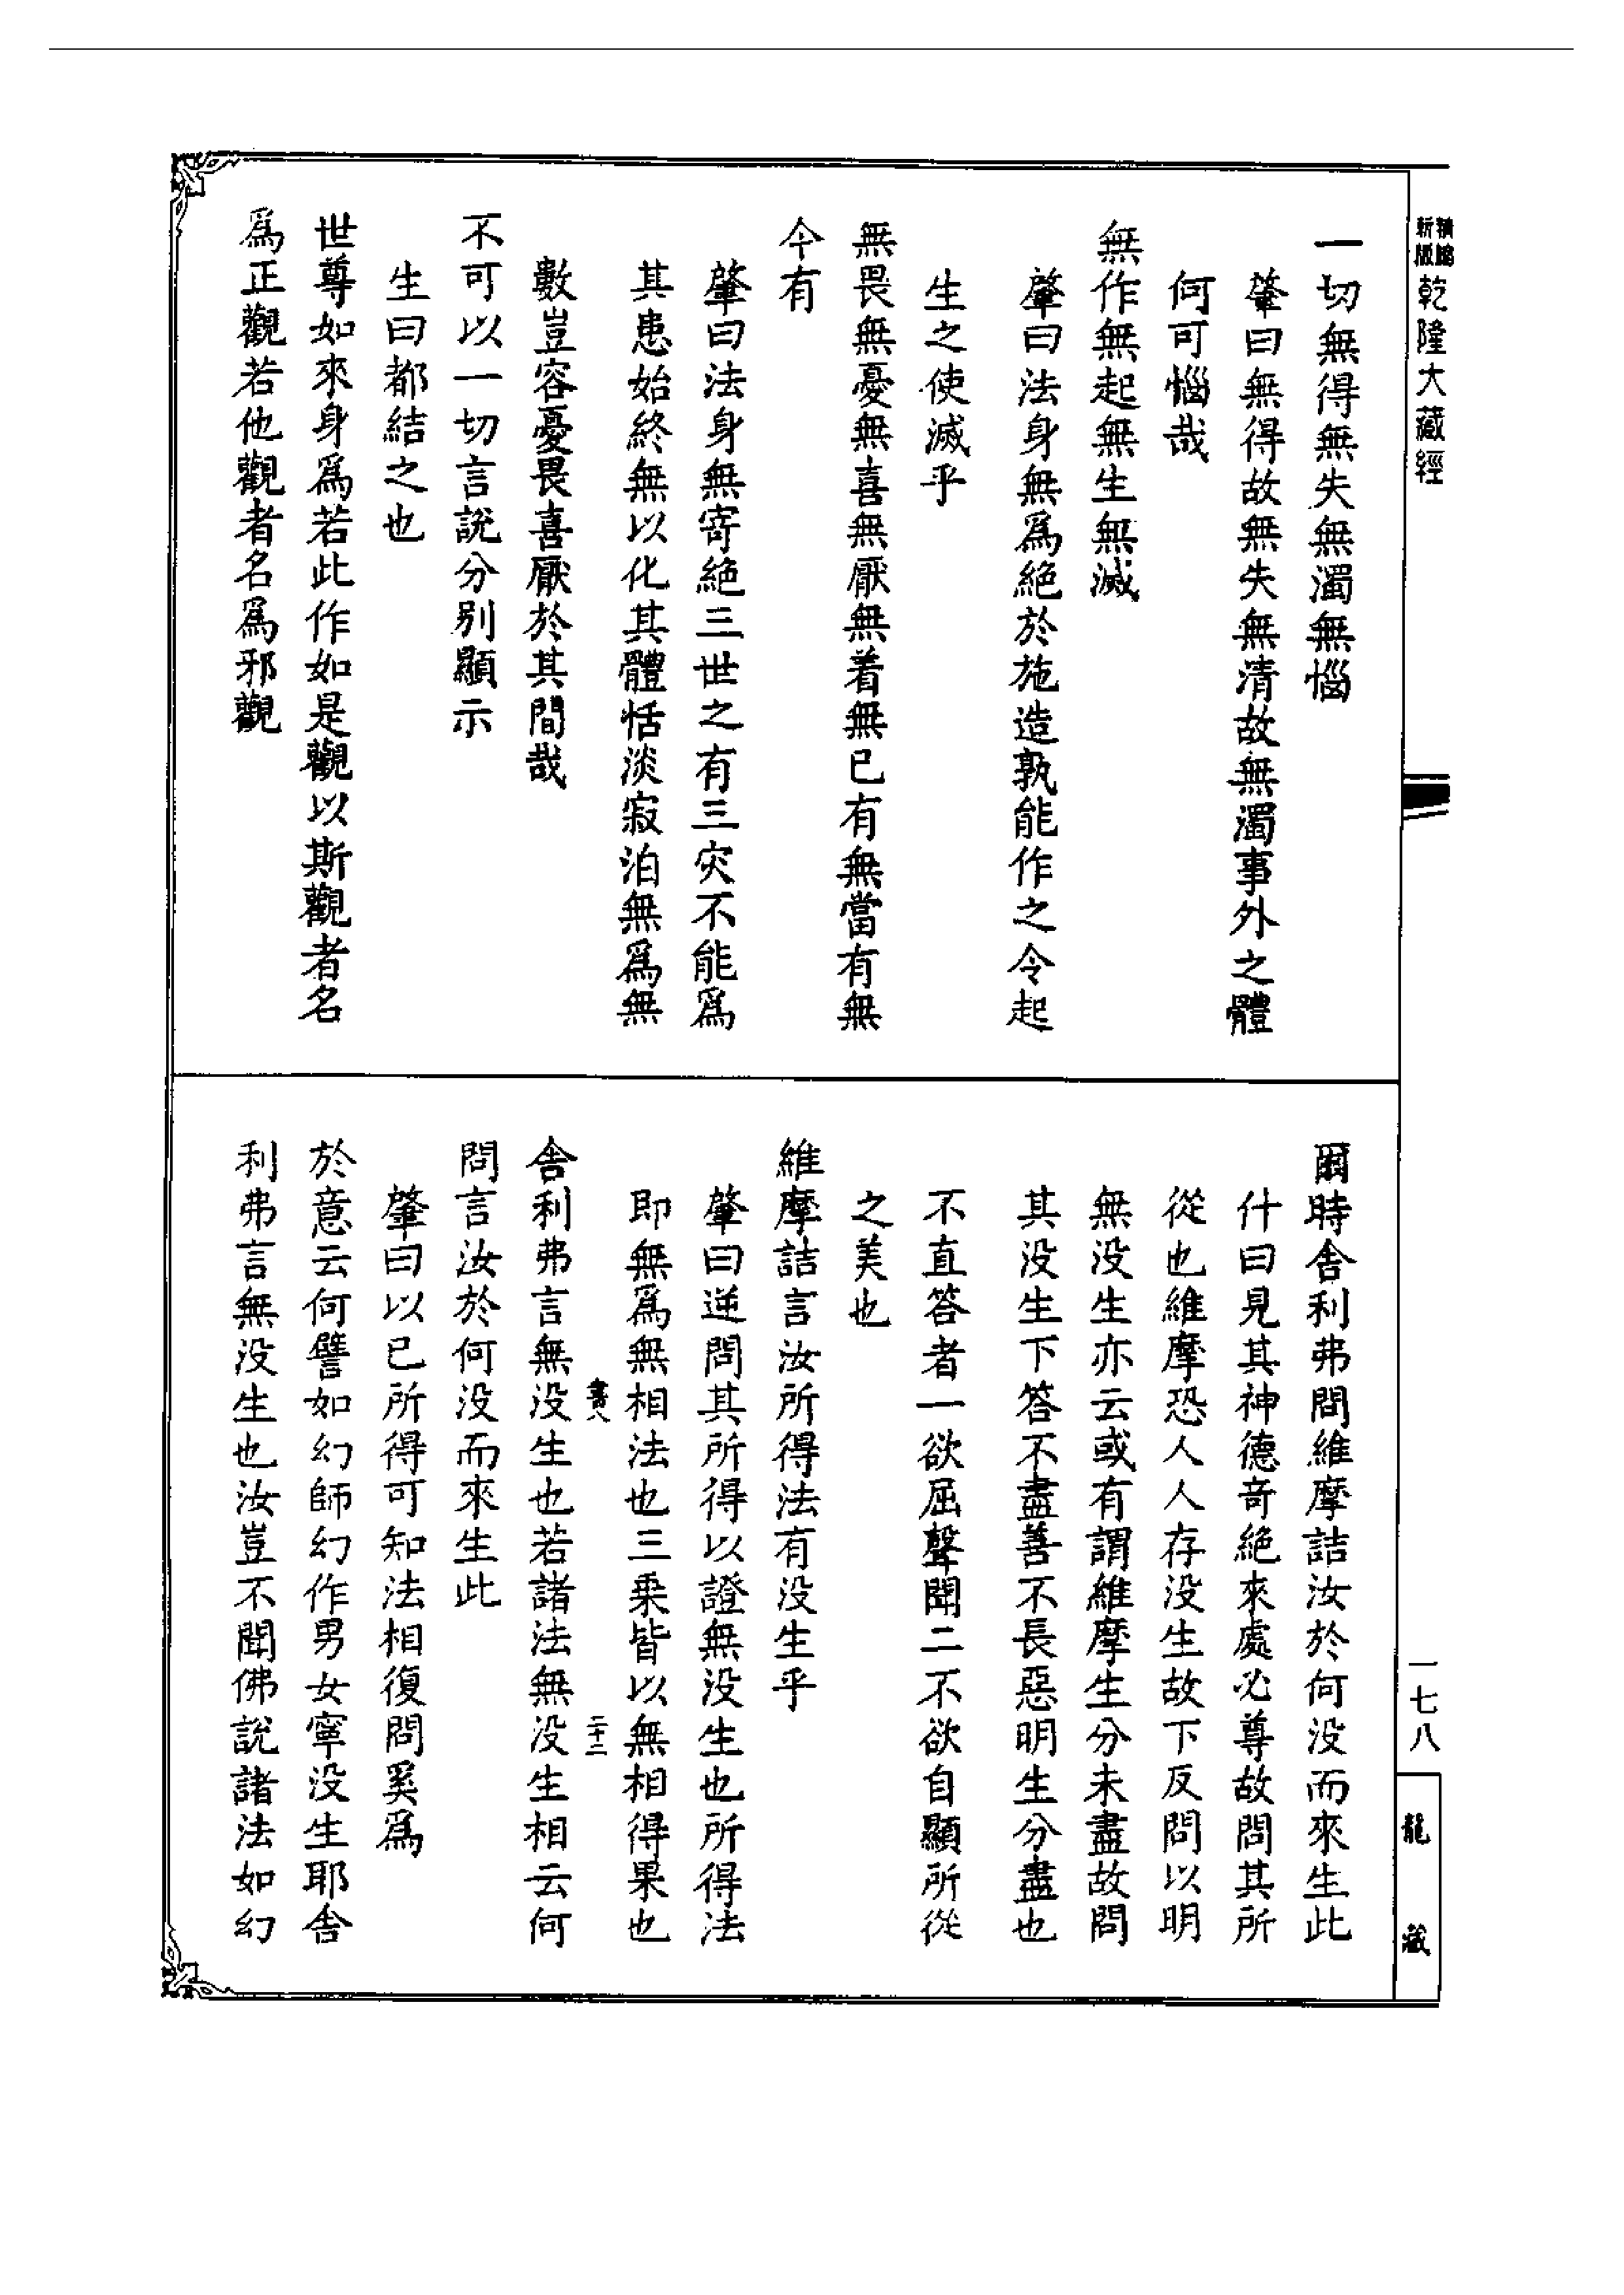 乾隆大藏經
一切無得無失無濁無惱
肇曰無得故無失無清故無濁事外之體
何可惱哉
無作無起無生無滅
肇曰法身無爲絶於施造孰能作之令起
生之使滅乎
無畏無憂無喜無厭無着無已有無當有無
今有
肇曰法身無寄絶三世之有三灾不能爲
其患始終無以化其體恬淡寂泊無爲無
數豈容憂畏喜厭於其間哉
不可以一切言説分别顯示
生曰都結之也
世尊如來身爲若此作如是觀以斯觀者名
爲正觀若他觀者名爲邪觀
爾時舍利弗問維摩詰汝於何没而來生此
什曰見其神德奇絶來處必尊故問其所
從也維摩恐人人存没生故下反問以明
無没生亦云或有謂維摩生分未盡故問
其没生下答不盡善不長惡明生分盡也
不直答者一欲屈聲聞二不欲自顯所從
之美也
維摩詰言汝所得法有没生乎
肇曰逆問其所得以證無没生也所得法
即無爲無相法也三乘皆以無相得果也
二十二
舍利弗言無没生也若諸法無没生相云何
問言汝於何没而來生此
肇曰以已所得可知法相復問奚爲
於意云何譬如幻師幻作男女寧没生耶舍
利弗言無没生也汝豈不聞佛説諸法如幻
一七八
龍藏